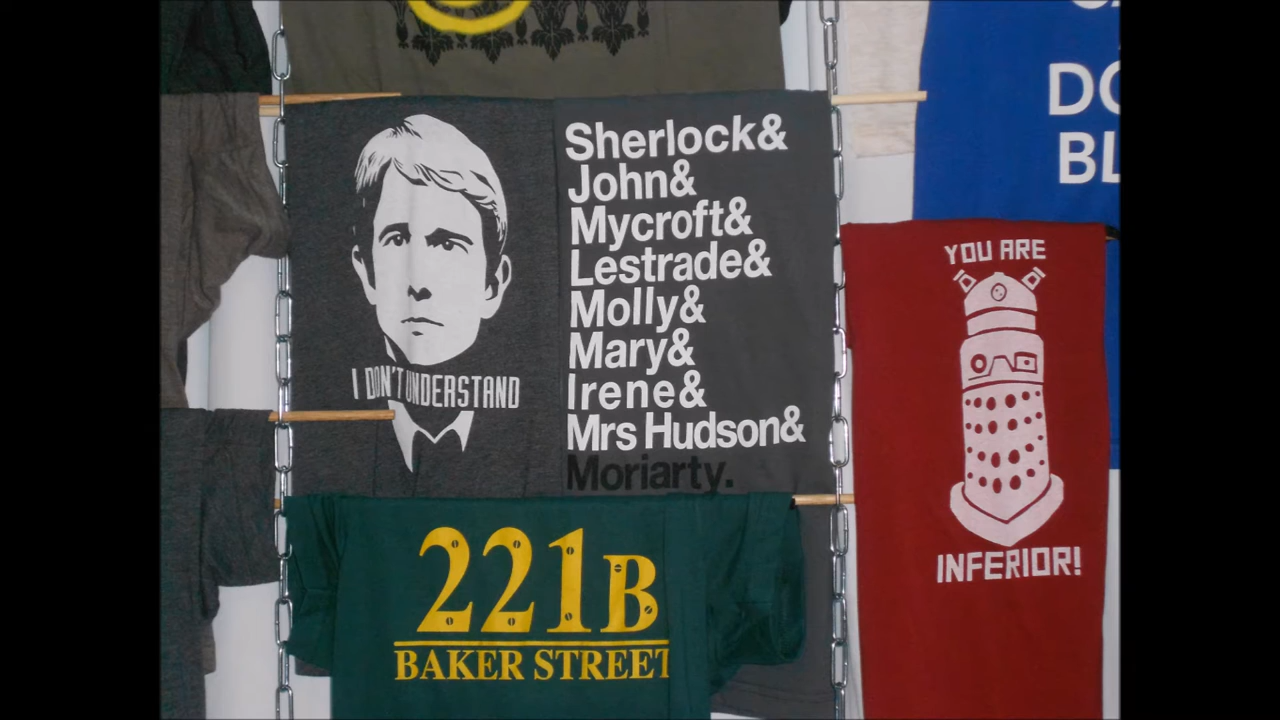 I DON'T UNDERSTAND
Sherlock&
John&
Mycroft&
Lestrade&
Molly&
Mary&
Irene&
Mrs Hudson&
Moriarty.
221B
BAKER STREET
YOU ARE
INFERIOR!